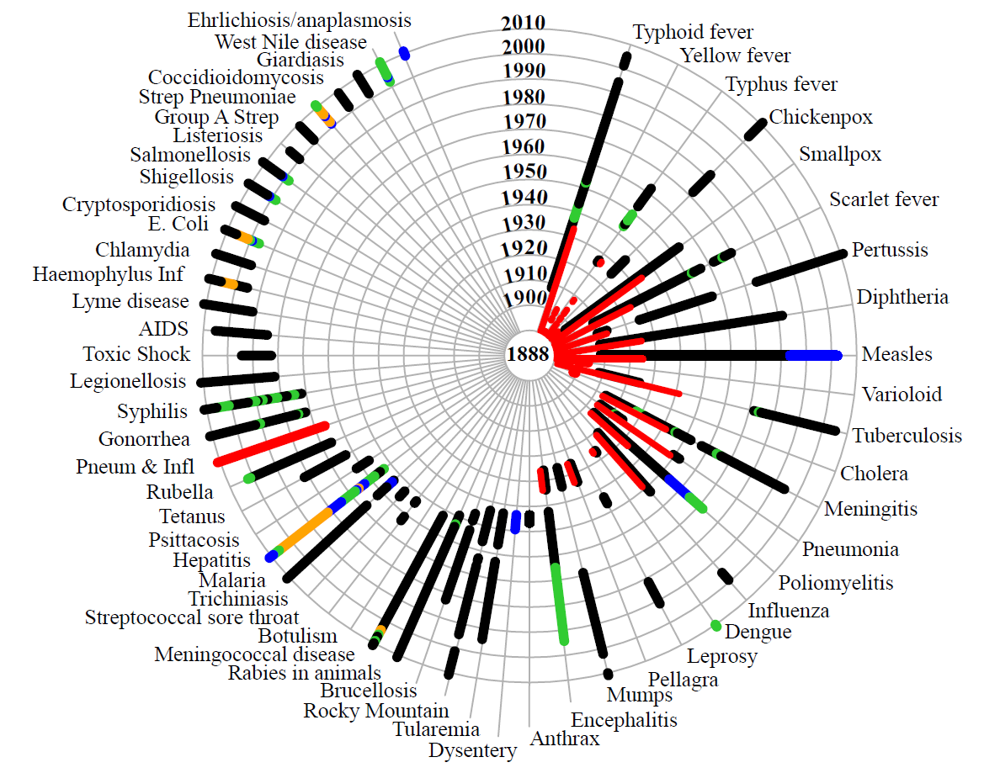 2010
2000
1990
1980
1970
1960
1950
1940
1930
1920
1910
1900
1888
Typhoid fever
Yellow fever
Typhus fever
Chickenpox
Smallpox
Scarlet fever
Pertussis
Diphtheria
Measles
Varioloid
Tuberculosis
Cholera
Meningitis
Pneumonia
Poliomyelitis
Influenza
Dengue
Leprosy
Pellagra
Mumps
Encephalitis
Anthrax
Dysentery
Tularemia
Rocky Mountain
Brucellosis
Rabies in animals
Meningococcal disease
Botulism
Streptococcal sore throat
Trichiniasis
Malaria
Hepatitis
Psittacosis
Tetanus
Rubella
Pneum & Infl
Gonorrhea
Syphilis
Legionellosis
Toxic Shock
AIDS
Lyme disease
Haemophylus Inf
Chlamydia
E. Coli
Cryptosporidiosis
Shigellosis
Salmonellosis
Listeriosis
Group A Strep
Strep Pneumoniae
Coccidioidomycosis
Giardiasis
West Nile disease
Ehrlichiosis/anaplasmosis